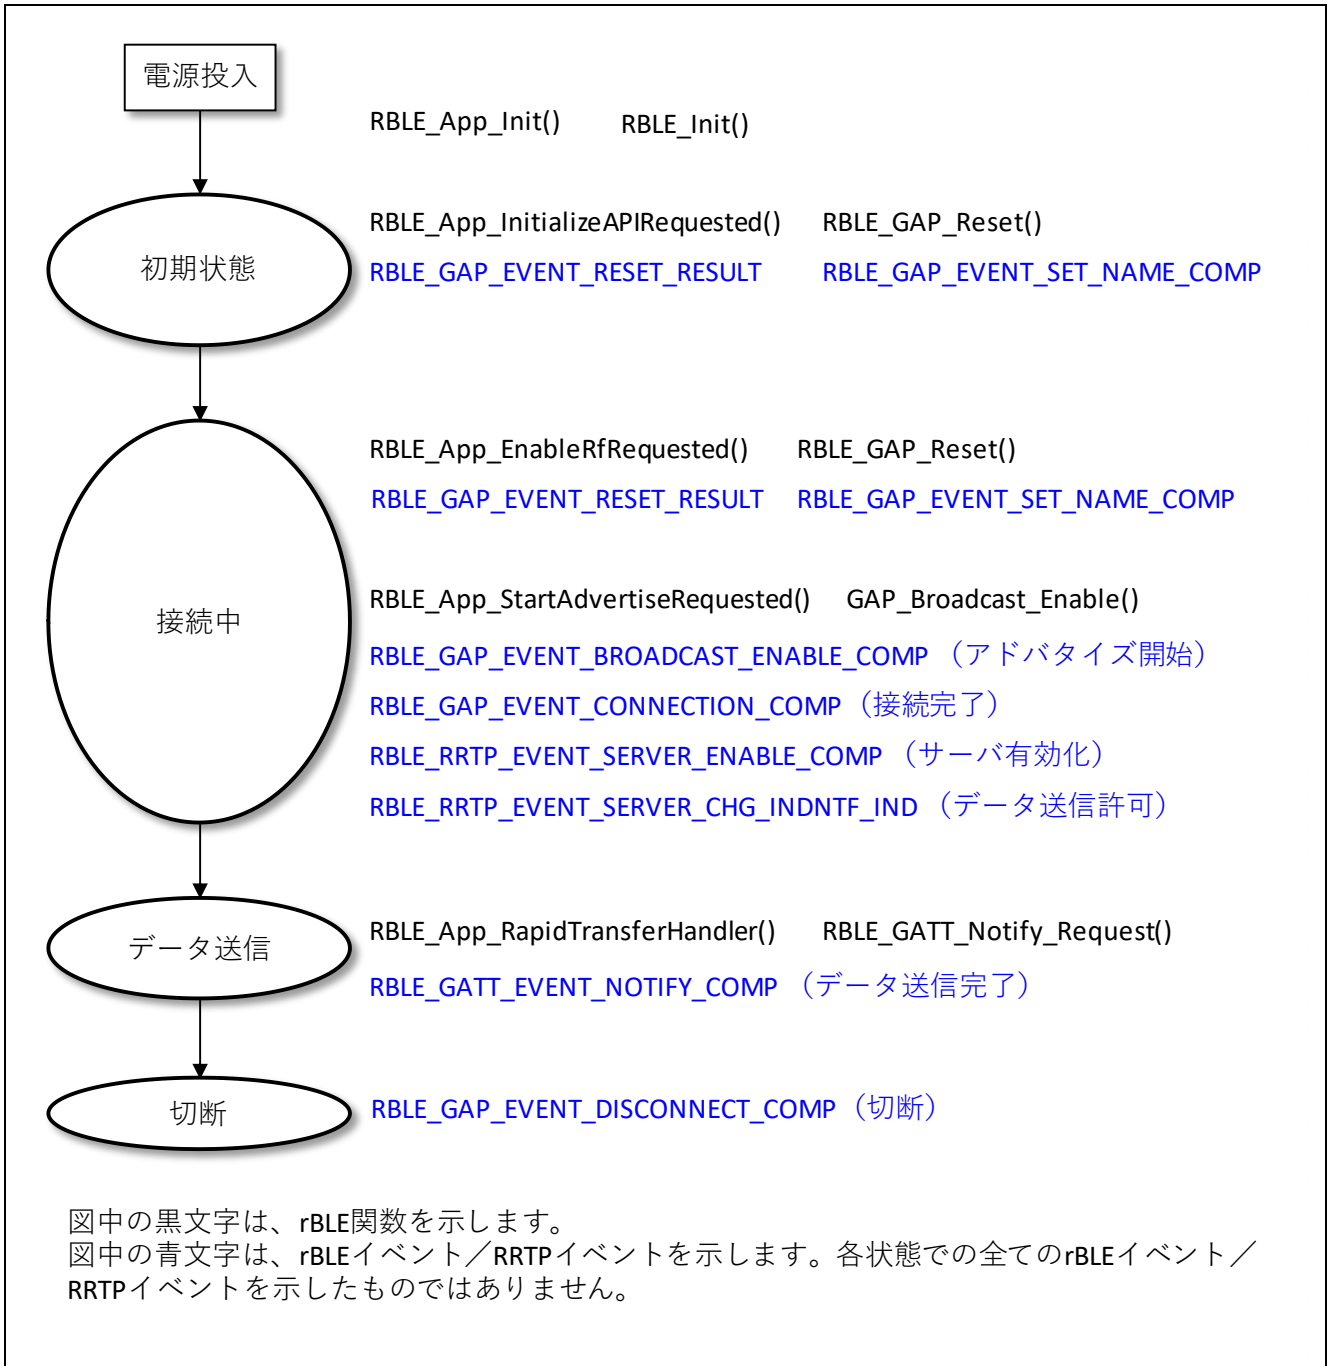 電源投入
RBLE_App_Init() RBLE_Init()
初期状態
RBLE_App_InitializeAPIRequested() RBLE_GAP_Reset()
RBLE_GAP_EVENT_RESET_RESULT RBLE_GAP_EVENT_SET_NAME_COMP
接続中
RBLE_App_EnableRfRequested() RBLE_GAP_Reset()
RBLE_GAP_EVENT_RESET_RESULT RBLE_GAP_EVENT_SET_NAME_COMP
RBLE_App_StartAdvertiseRequested() GAP_Broadcast_Enable()
RBLE_GAP_EVENT_BROADCAST_ENABLE_COMP（アドバタイズ開始）
RBLE_GAP_EVENT_CONNECTION_COMP（接続完了）
RBLE_RRTP_EVENT_SERVER_ENABLE_COMP（サーバ有効化）
RBLE_RRTP_EVENT_SERVER_CHG_INDNTF_IND（データ送信許可）
データ送信
RBLE_App_RapidTransferHandler() RBLE_GATT_Notify_Request()
RBLE_GATT_EVENT_NOTIFY_COMP（データ送信完了）
切断
RBLE_GAP_EVENT_DISCONNECT_COMP（切断）
図中の黒文字は、rBLE関数を示します。
図中の青文字は、rBLEイベント／RRTPイベントを示します。各状態での全てのrBLEイベント／
RRTPイベントを示したものではありません。